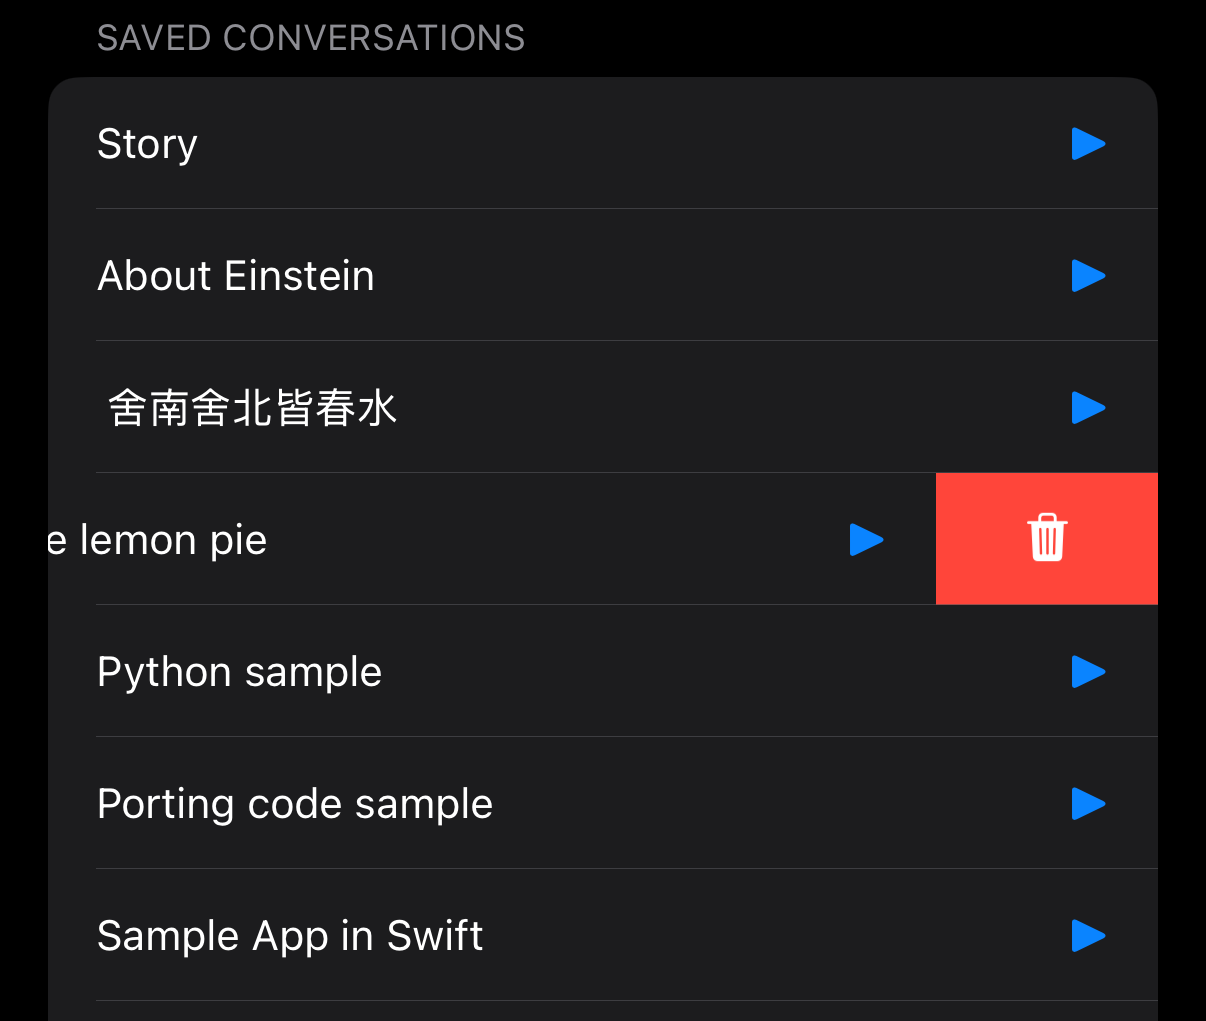 SAVED CONVERSATIONS
Story
About Einstein
舍南舍北皆春水
e lemon pie
Python sample
Porting code sample
Sample App in Swift